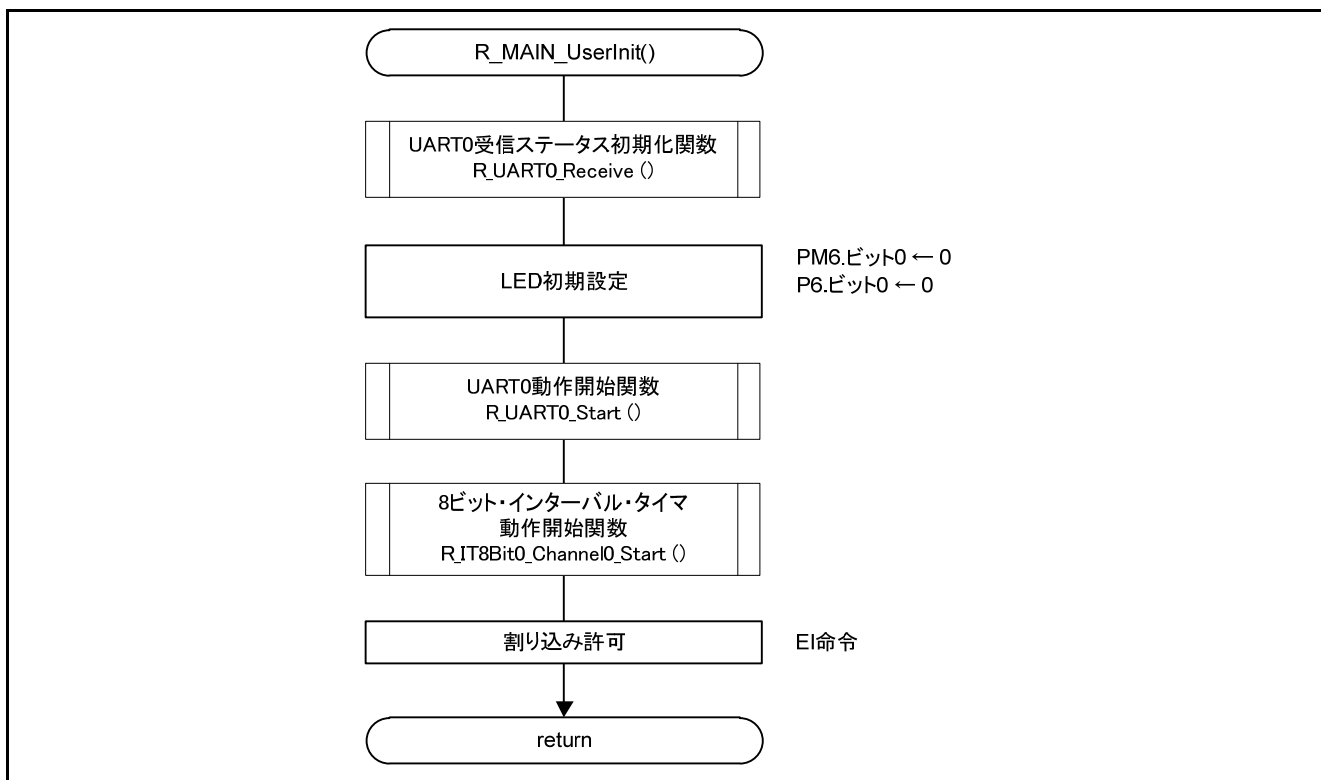 R_MAIN_UserInit()
UART0受信ステータス初期化関数
R_UART0_Receive ()
LED初期設定
PM6.ビット0 ← 0
P6.ビット0 ← 0
UART0動作開始関数
R_UART0_Start ()
8ビット・インターバル・タイマ
動作開始関数
R_IT8Bit0_Channel0_Start ()
割り込み許可
EI命令
return